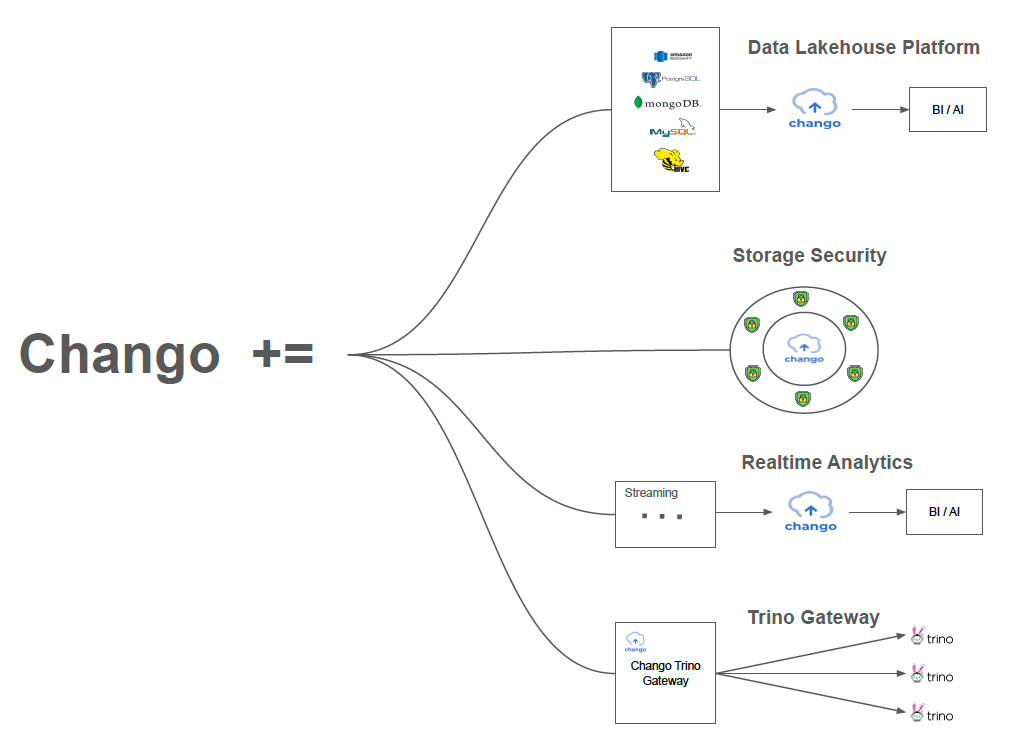 Chango +=
Data Lakehouse Platform
amazon
REDSHIFT
PostgreSQL
mongoDB.
MySQL
HIVE
chango
BI / AI
Storage Security
chango
Realtime Analytics
Streaming
chango
BI / AI
Trino Gateway
chango
Chango Trino
Gateway
trino
trino
trino